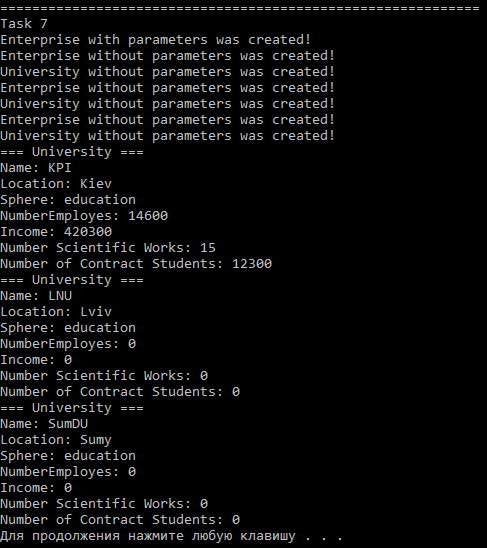 ============================================================
Task 7
Enterprise with parameters was created!
Enterprise without parameters was created!
University without parameters was created!
Enterprise without parameters was created!
University without parameters was created!
Enterprise without parameters was created!
University without parameters was created!
=== University ===
Name: KPI
Location: Kiev
Sphere: education
NumberEmployes: 14600
Income: 420300
Number Scientific Works: 15
Number of Contract Students: 12300
=== University ===
Name: LNU
Location: Lviv
Sphere: education
NumberEmployes: 0
Income: 0
Number Scientific Works: 0
Number of Contract Students: 0
=== University ===
Name: SumDU
Location: Sumy
Sphere: education
NumberEmployes: 0
Income: 0
Number Scientific Works: 0
Number of Contract Students: 0
Для продолжения нажмите любую клавишу . . .